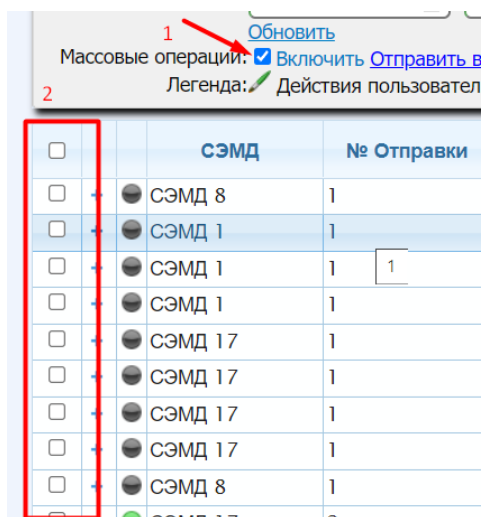 Обновить
1
Массовые операции: Включить Отправить в
Легенда: Действия пользовател
2
СЭМД № Отправки
+ СЭМД 8 1
+ СЭМД 1 1
+ СЭМД 1 1 1
+ СЭМД 1 1
+ СЭМД 17 1
+ СЭМД 17 1
+ СЭМД 17 1
+ СЭМД 17 1
+ СЭМД 8 1